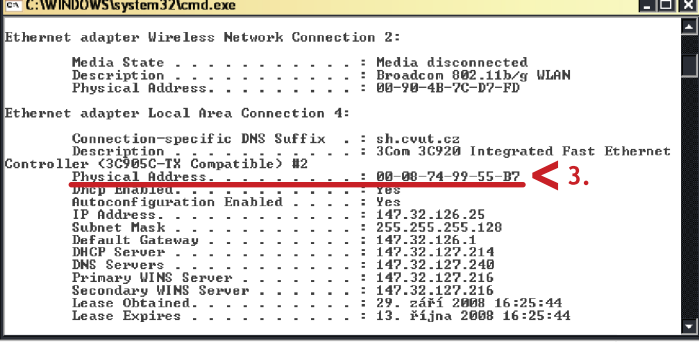 C:\WINDOWS\system32\cmd.exe
Ethernet adapter Wireless Network Connection 2:
Media State . . . . . . . . . . . : Media disconnected
Description . . . . . . . . . . . : Broadcom 802.11b/g WLAN
Physical Address. . . . . . . . . : 00-90-4B-7C-D7-FD
Ethernet adapter Local Area Connection 4:
Connection-specific DNS Suffix  . : sh.cvut.cz
Description . . . . . . . . . . . : 3Com 3C920 Integrated Fast Ethernet
Controller (3C905C-TX Compatible) #2
Physical Address. . . . . . . . . : 00-08-74-99-55-B7 < 3.
Dhcp Enabled. . . . . . . . . . . : Yes
Autoconfiguration Enabled . . . . : Yes
IP Address. . . . . . . . . . . . : 147.32.126.25
Subnet Mask . . . . . . . . . . . : 255.255.255.128
Default Gateway . . . . . . . . . : 147.32.126.1
DHCP Server . . . . . . . . . . . : 147.32.127.214
DNS Servers . . . . . . . . . . . : 147.32.127.240
Primary WINS Server . . . . . . . : 147.32.127.216
Secondary WINS Server . . . . . . : 147.32.127.216
Lease Obtained. . . . . . . . . . : 29. září 2008 16:25:44
Lease Expires . . . . . . . . . . : 13. října 2008 16:25:44